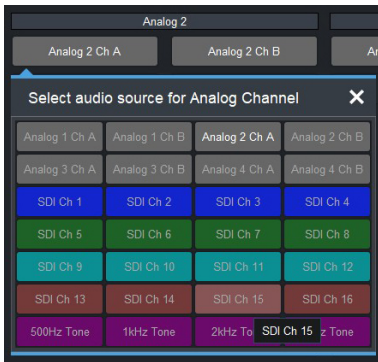 Analog 2
Analog 2 Ch A Analog 2 Ch B
Select audio source for Analog Channel
Analog 1 Ch A Analog 1 Ch B Analog 2 Ch A Analog 2 Ch B
Analog 3 Ch A Analog 3 Ch B Analog 4 Ch A Analog 4 Ch B
SDI Ch 1 SDI Ch 2 SDI Ch 3 SDI Ch 4
SDI Ch 5 SDI Ch 6 SDI Ch 7 SDI Ch 8
SDI Ch 9 SDI Ch 10 SDI Ch 11 SDI Ch 12
SDI Ch 13 SDI Ch 14 SDI Ch 15 SDI Ch 16
500Hz Tone 1kHz Tone 2kHz To SDI Ch 15 z Tone